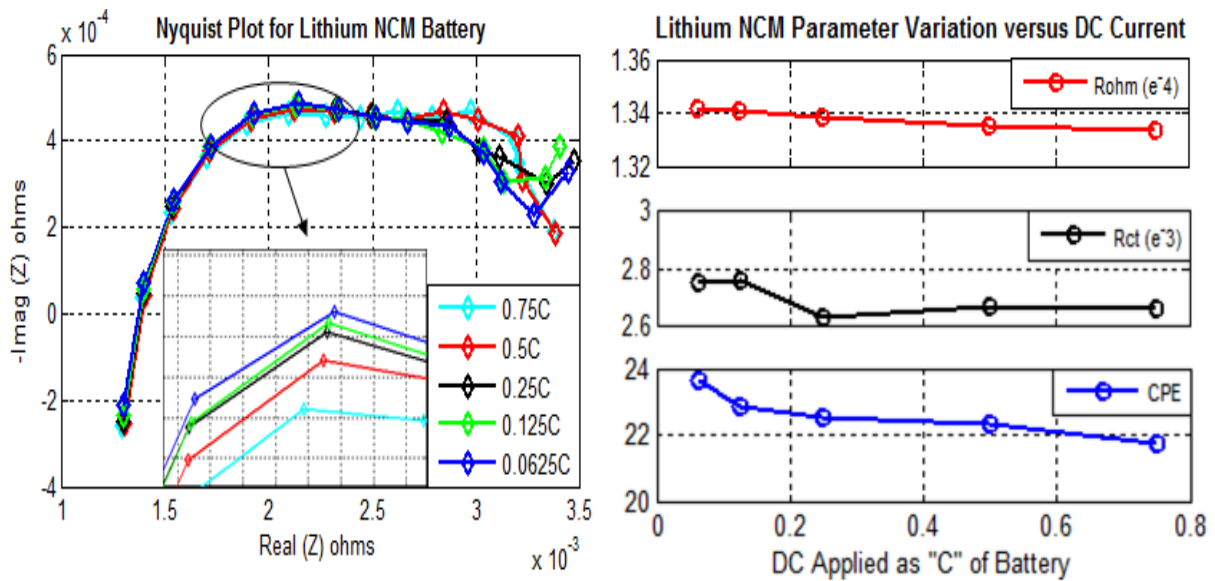 Nyquist Plot for Lithium NCM Battery
x 10⁻⁴
6
4
2
0
-2
-4
-Imag (Z) ohms
1
1.5
2
2.5
3
3.5
Real (Z) ohms
x 10⁻³
0.75C
0.5C
0.25C
0.125C
0.0625C
Lithium NCM Parameter Variation versus DC Current
1.36
1.34
1.32
Rohm (e⁻4)
3
2.8
2.6
Rct (e⁻3)
24
22
20
CPE
0
0.2
0.4
0.6
0.8
DC Applied as "C" of Battery